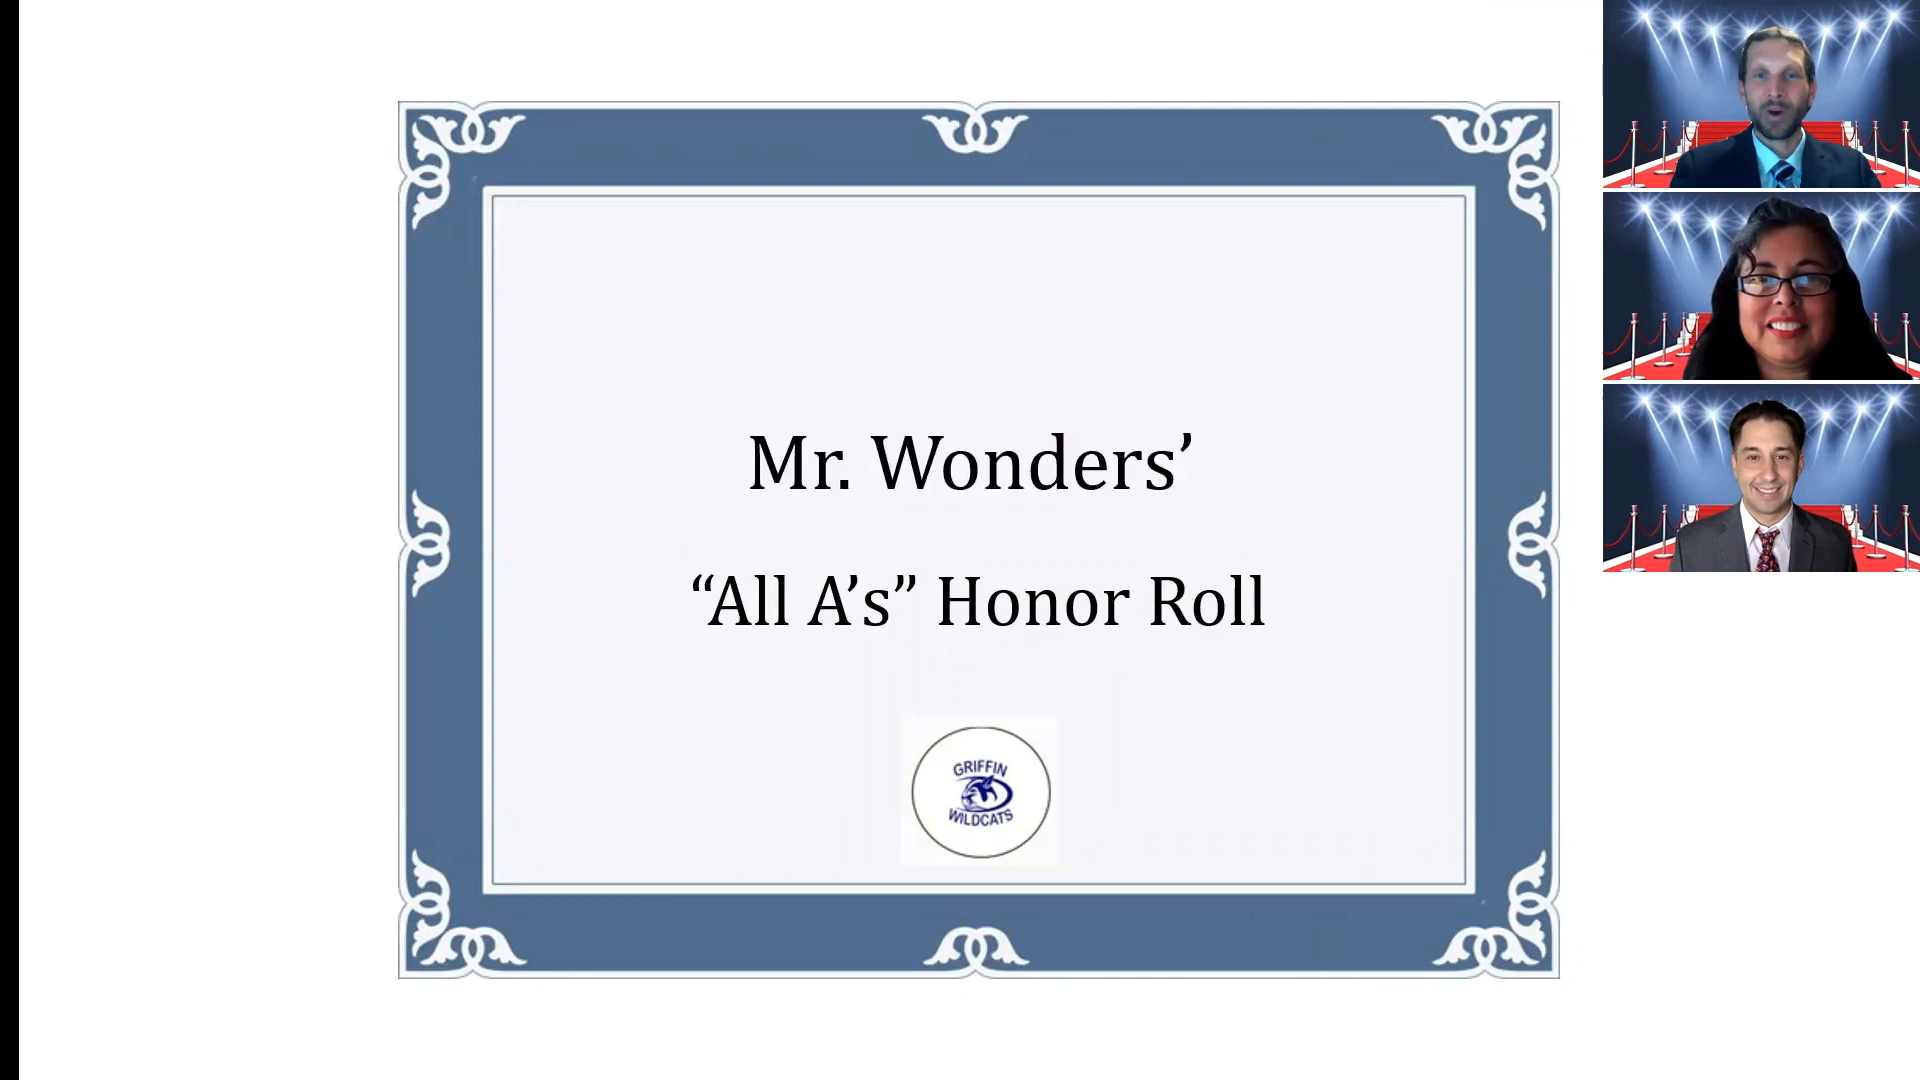 Mr. Wonders’
“All A’s” Honor Roll
GRIFFIN
WILDCATS